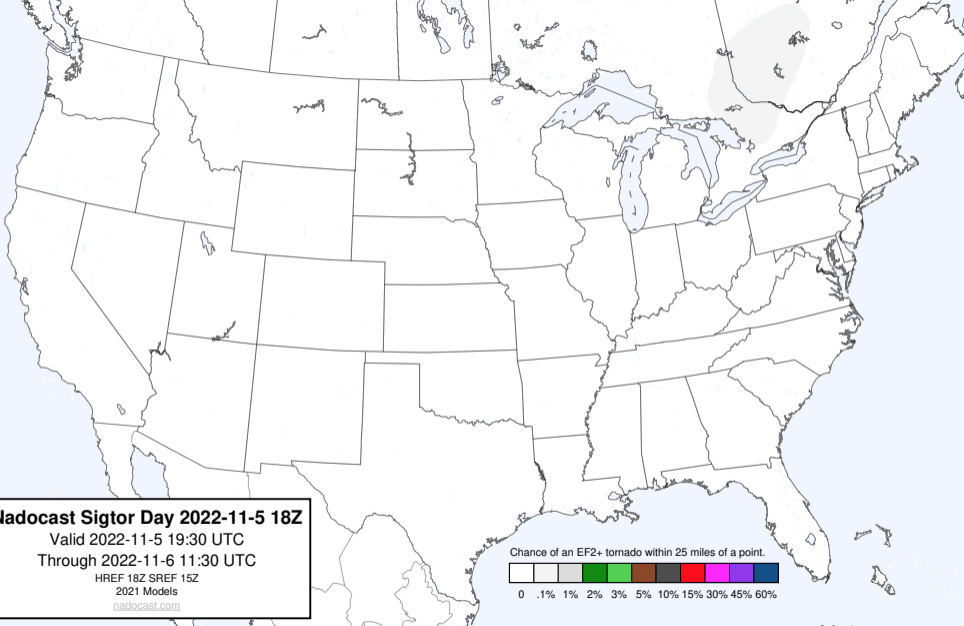 Nadocast Sigtor Day 2022-11-5 18Z
Valid 2022-11-5 19:30 UTC
Through 2022-11-6 11:30 UTC
HREF 18Z SREF 15Z
2021 Models
nadocast.com
Chance of an EF2+ tornado within 25 miles of a point.
0 .1% 1% 2% 3% 5% 10% 15% 30% 45% 60%